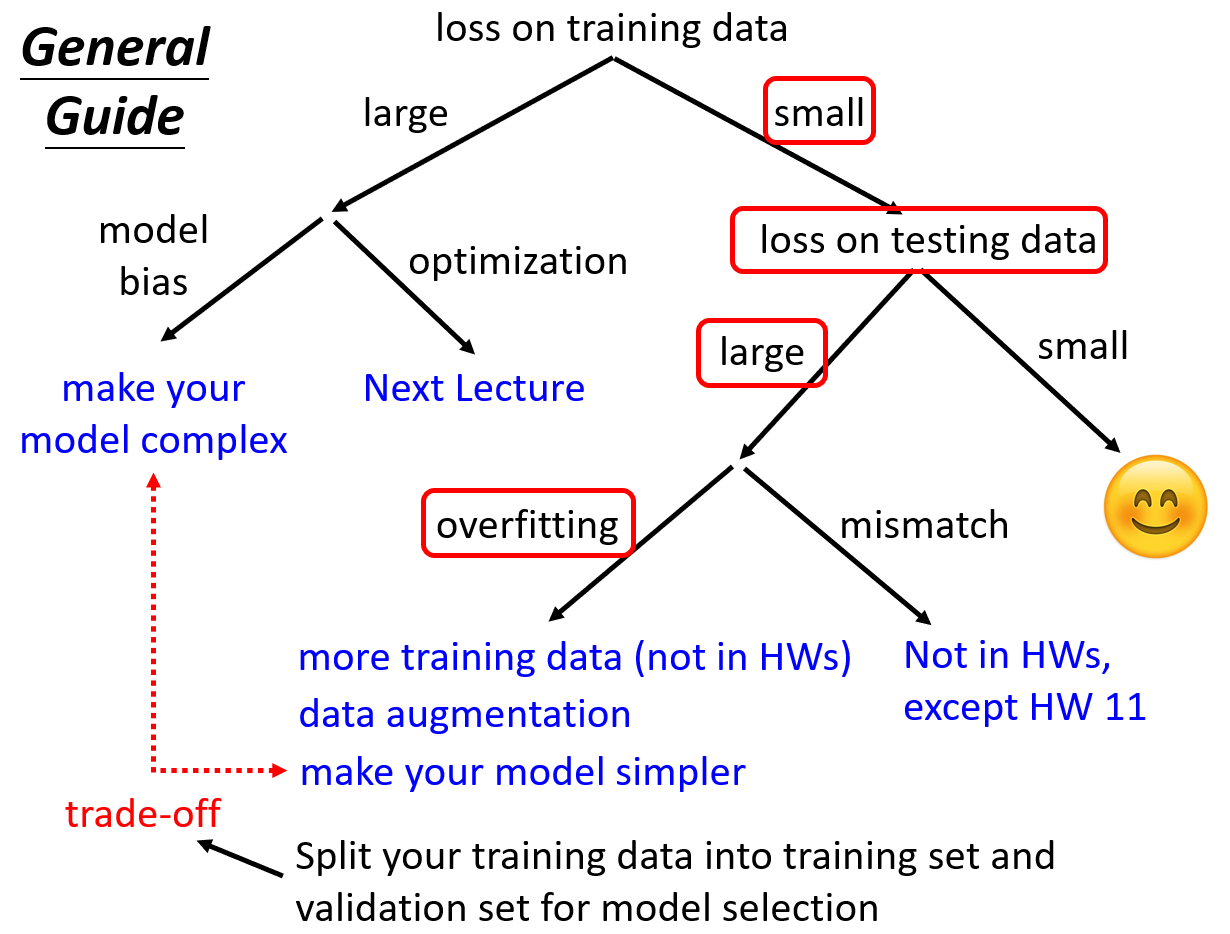 General
Guide
loss on training data
large
small
model
bias
optimization
loss on testing data
make your
model complex
Next Lecture
large
small
overfitting
mismatch
more training data (not in HWs)
data augmentation
make your model simpler
Not in HWs,
except HW 11
trade-off
Split your training data into training set and
validation set for model selection